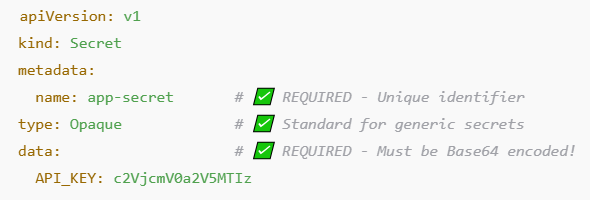 apiVersion: v1
kind: Secret
metadata:
  name: app-secret       # ✅ REQUIRED - Unique identifier
type: Opaque             # ✅ Standard for generic secrets
data:                    # ✅ REQUIRED - Must be Base64 encoded!
  API_KEY: c2VjcmV0a2V5MTIz